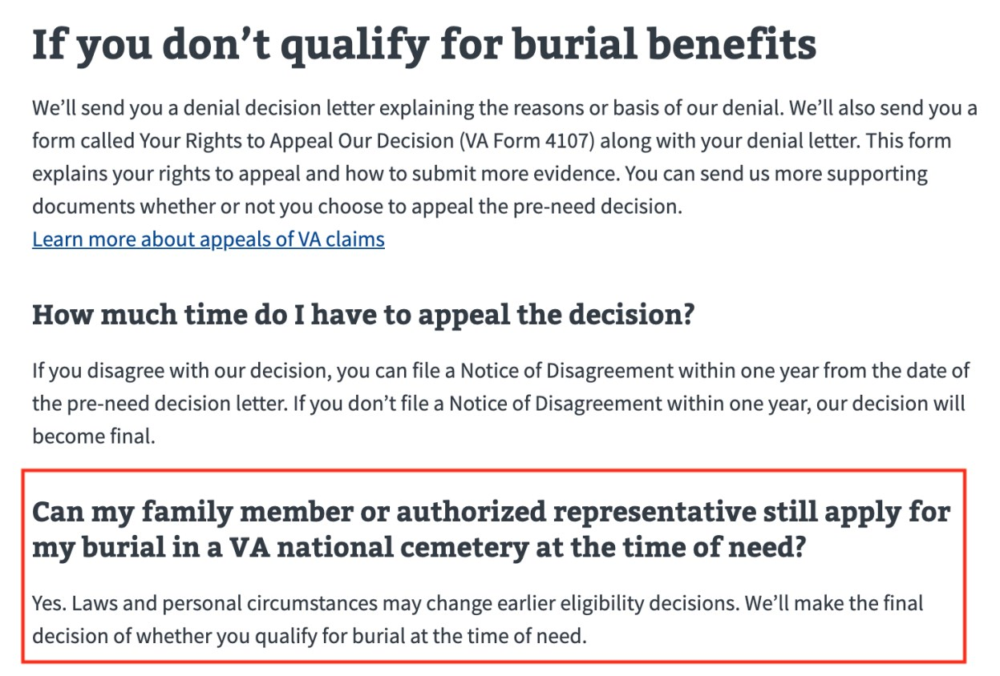 If you don’t qualify for burial benefits
We’ll send you a denial decision letter explaining the reasons or basis of our denial. We’ll also send you a
form called Your Rights to Appeal Our Decision (VA Form 4107) along with your denial letter. This form
explains your rights to appeal and how to submit more evidence. You can send us more supporting
documents whether or not you choose to appeal the pre-need decision.
Learn more about appeals of VA claims
How much time do I have to appeal the decision?
If you disagree with our decision, you can file a Notice of Disagreement within one year from the date of
the pre-need decision letter. If you don’t file a Notice of Disagreement within one year, our decision will
become final.
Can my family member or authorized representative still apply for
my burial in a VA national cemetery at the time of need?
Yes. Laws and personal circumstances may change earlier eligibility decisions. We’ll make the final
decision of whether you qualify for burial at the time of need.